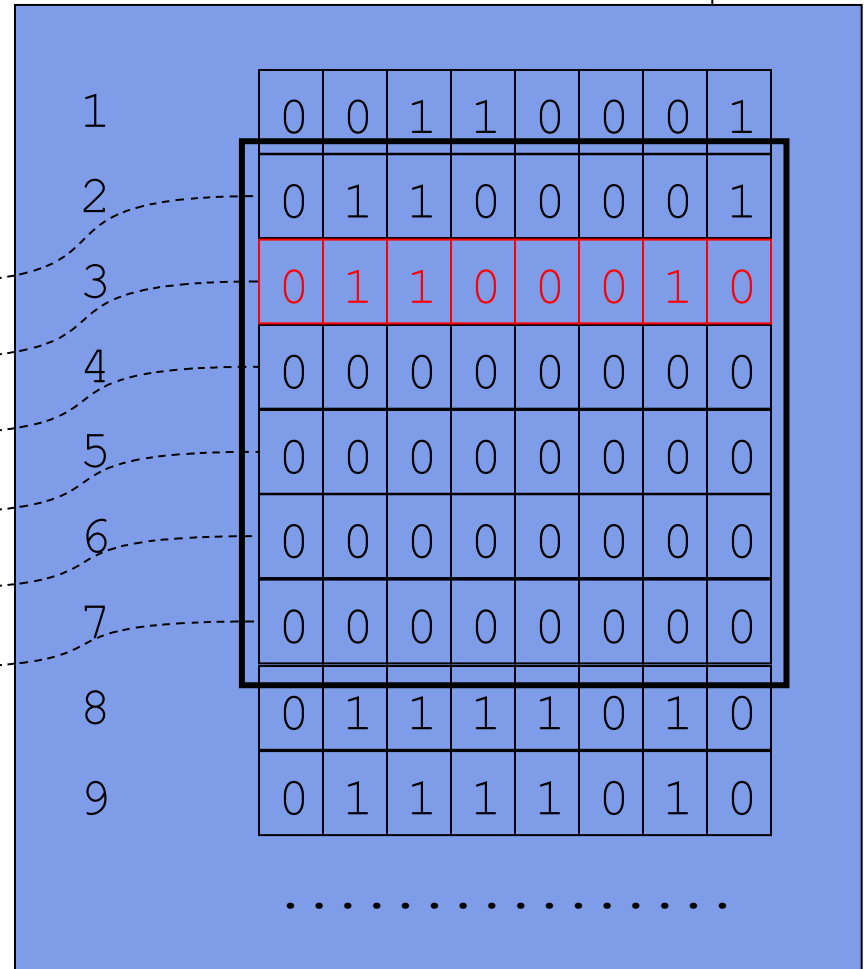 1 0 0 1 1 0 0 0 1
2 0 1 1 0 0 0 0 1
3 0 1 1 0 0 0 1 0
4 0 0 0 0 0 0 0 0
5 0 0 0 0 0 0 0 0
6 0 0 0 0 0 0 0 0
7 0 0 0 0 0 0 0 0
8 0 1 1 1 1 0 1 0
9 0 1 1 1 1 0 1 0
. . . . . . . . . . . . . . . .